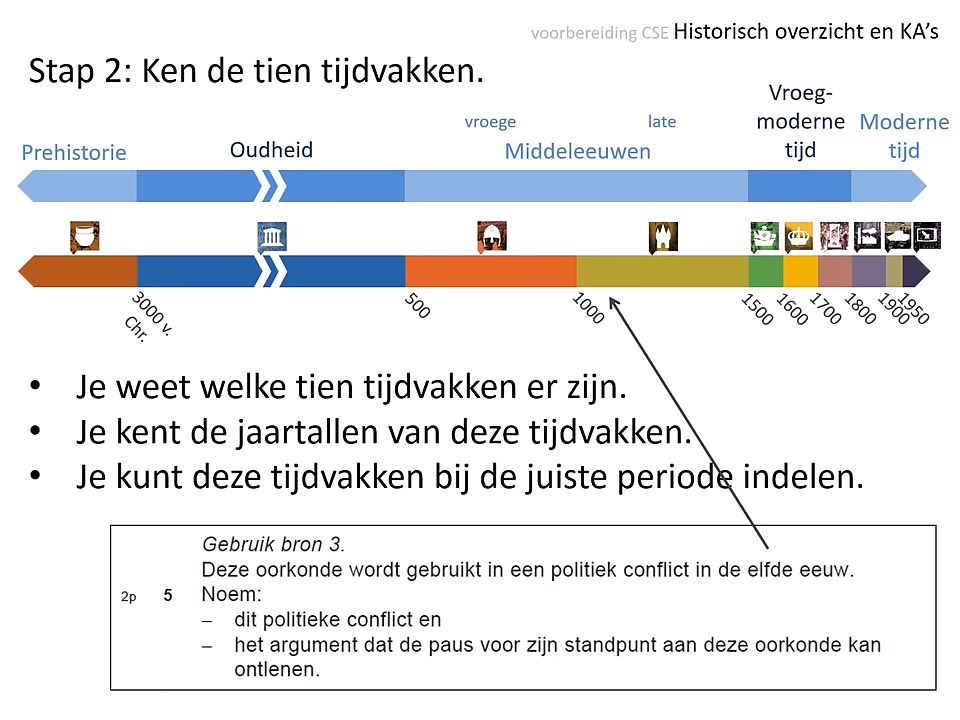 voorbereiding CSE Historisch overzicht en KA's
Stap 2: Ken de tien tijdvakken.
Prehistorie
Oudheid
vroege
late
Middeleeuwen
Vroeg-
moderne
tijd
Moderne
tijd
3000 v.
Chr.
500
1000
1500
1600
1700
1800
1900
1950
• Je weet welke tien tijdvakken er zijn.
• Je kent de jaartallen van deze tijdvakken.
• Je kunt deze tijdvakken bij de juiste periode indelen.
Gebruik bron 3.
Deze oorkonde wordt gebruikt in een politiek conflict in de elfde eeuw.
2p 5 Noem:
– dit politieke conflict en
– het argument dat de paus voor zijn standpunt aan deze oorkonde kan
ontlenen.